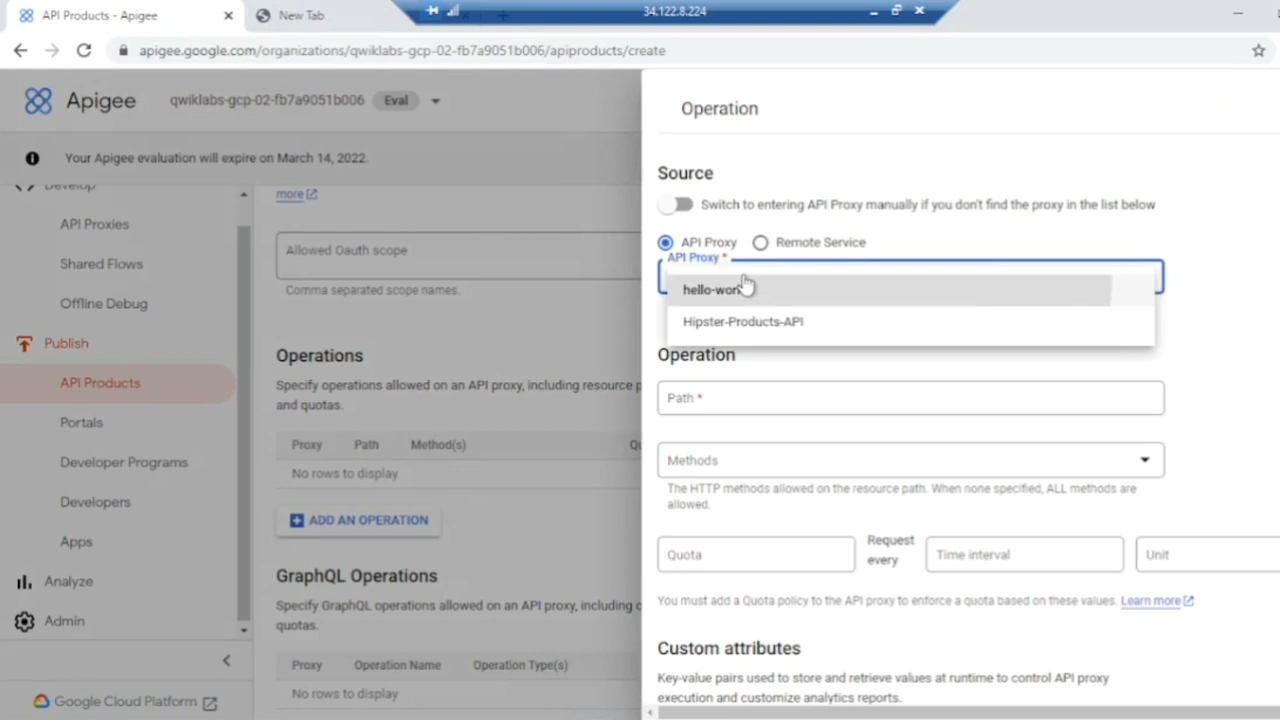 API Products - Apigee
New Tab
34.122.8.224
apigee.google.com/organizations/qwiklabs-gcp-02-fb7a9051b006/apiproducts/create
Apigee
qwiklabs-gcp-02-fb7a9051b006
Eval
Your Apigee evaluation will expire on March 14, 2022.
Develop
API Proxies
Shared Flows
Offline Debug
Publish
API Products
Portals
Developer Programs
Developers
Apps
Analyze
Admin
Google Cloud Platform
more
Allowed Oauth scope
Comma separated scope names.
Operations
Specify operations allowed on an API proxy, including resource p
and quotas.
Proxy Path Method(s) Qu
No rows to display
ADD AN OPERATION
GraphQL Operations
Specify GraphQL operations allowed on an API proxy, including c
quotas.
Proxy Operation Name Operation Type(s)
No rows to display
Operation
Source
Switch to entering API Proxy manually if you don't find the proxy in the list below
API Proxy Remote Service
API Proxy *
Hipster-Products-API
Operation
Path *
Methods
The HTTP methods allowed on the resource path. When none specified, ALL methods are
allowed.
Quota
Request
every
Time interval
Unit
You must add a Quota policy to the API proxy to enforce a quota based on these values. Learn more
Custom attributes
Key-value pairs used to store and retrieve values at runtime to control API proxy
execution and customize analytics reports.